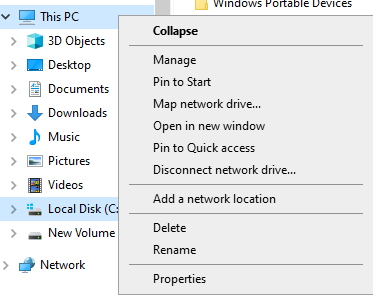 Windows Portable Devices
This PC
3D Objects
Desktop
Documents
Downloads
Music
Pictures
Videos
Local Disk (C:
New Volume
Network
Collapse
Manage
Pin to Start
Map network drive...
Open in new window
Pin to Quick access
Disconnect network drive...
Add a network location
Delete
Rename
Properties